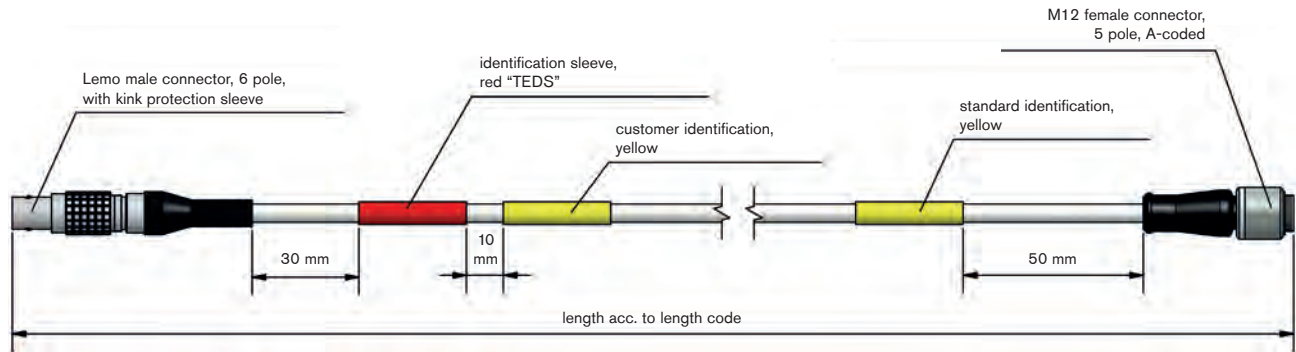 M12 female connector,
5 pole, A-coded
Lemo male connector, 6 pole,
with kink protection sleeve
identification sleeve,
red “TEDS”
customer identification,
yellow
standard identification,
yellow
30 mm
10
mm
50 mm
length acc. to length code